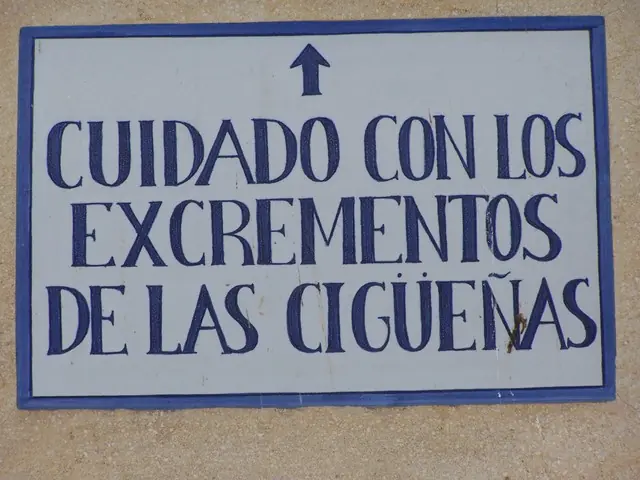 CUIDADO CON LOS
EXCREMENTOS
DE LAS CIGÜEÑAS